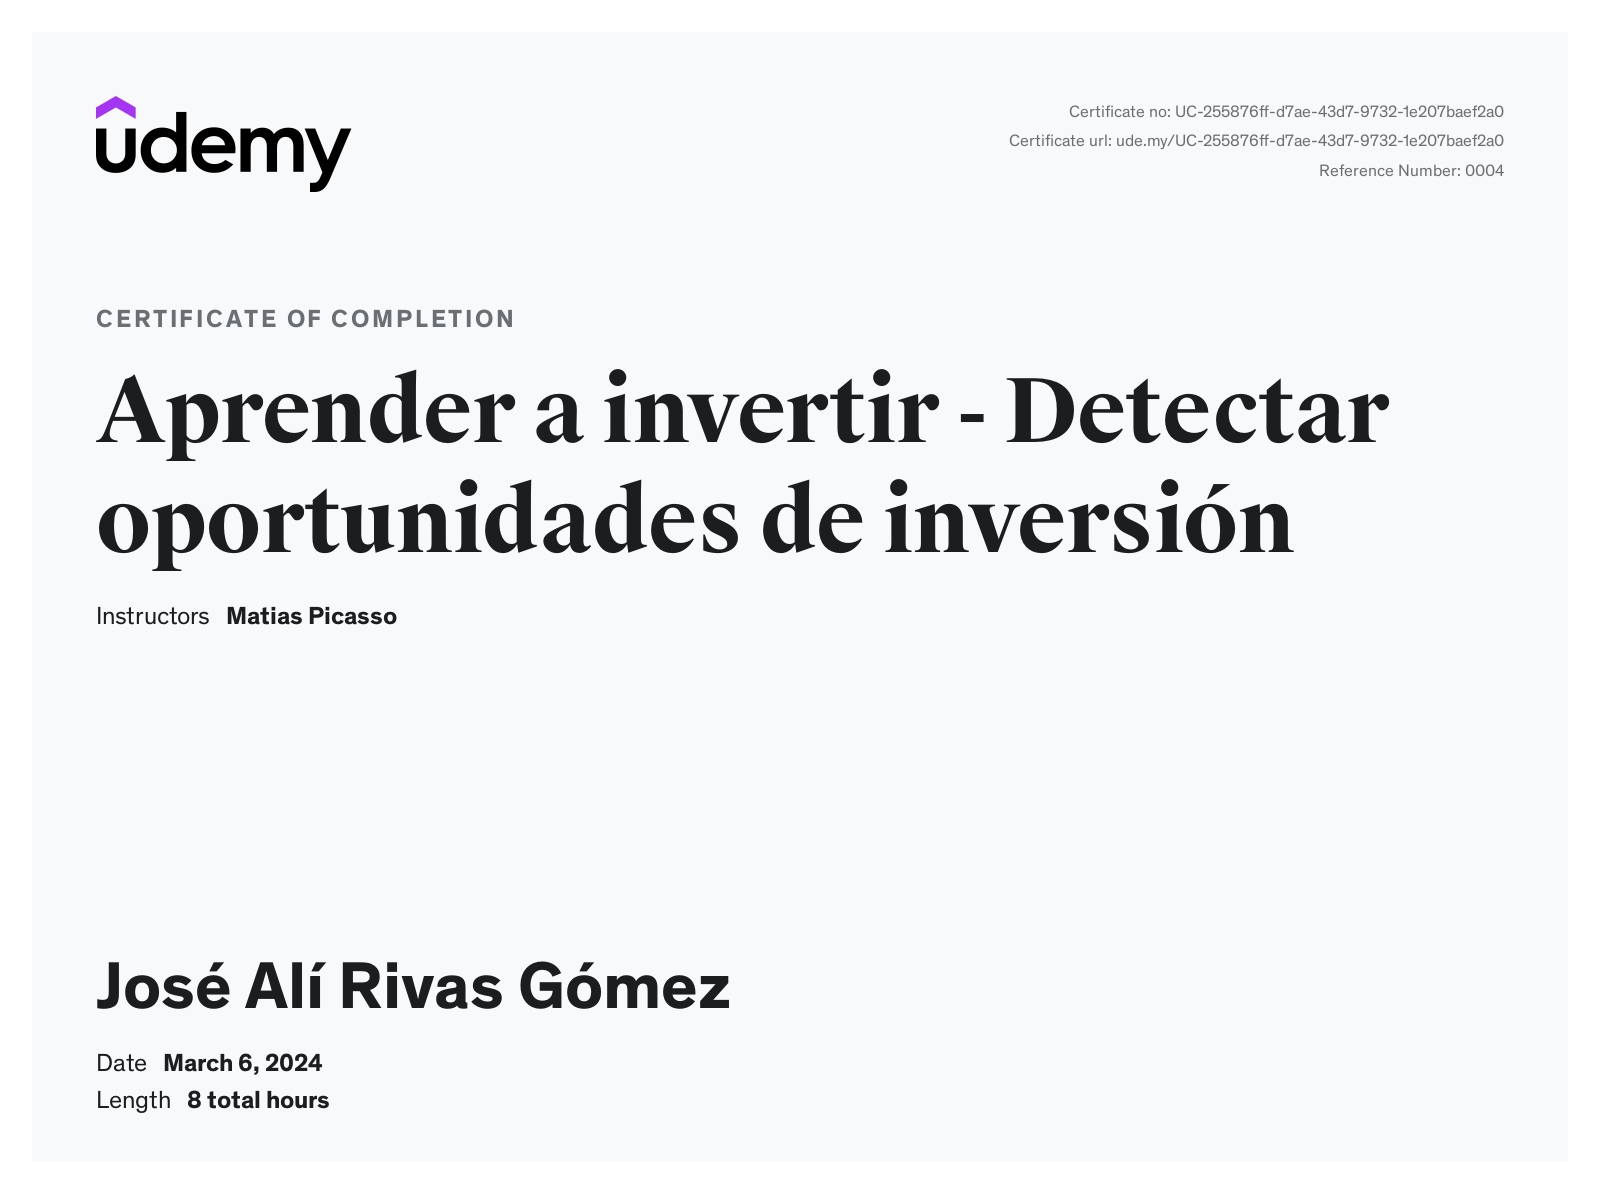 udemy
Certificate no: UC-255876ff-d7ae-43d7-9732-1e207baef2a0
Certificate url: ude.my/UC-255876ff-d7ae-43d7-9732-1e207baef2a0
Reference Number: 0004
CERTIFICATE OF COMPLETION
Aprender a invertir - Detectar
oportunidades de inversión
Instructors Matias Picasso
José Alí Rivas Gómez
Date March 6, 2024
Length 8 total hours